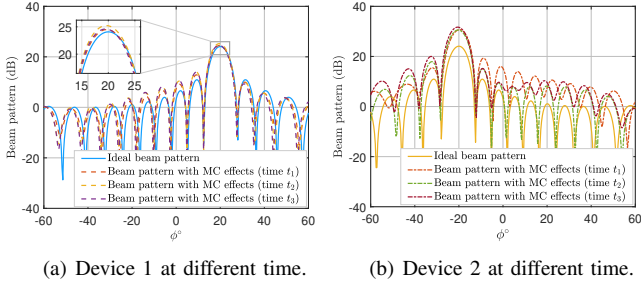 40
20
0
-20
-40
Beam pattern (dB)
25
20
15 20 25
Ideal beam pattern
Beam pattern with MC effects (time t₁)
Beam pattern with MC effects (time t₂)
Beam pattern with MC effects (time t₃)
-60 -40 -20 0 20 40 60
ϕ°
(a) Device 1 at different time.
40
20
0
-20
-40
Beam pattern (dB)
Ideal beam pattern
Beam pattern with MC effects (time t₁)
Beam pattern with MC effects (time t₂)
Beam pattern with MC effects (time t₃)
-60 -40 -20 0 20 40 60
ϕ°
(b) Device 2 at different time.